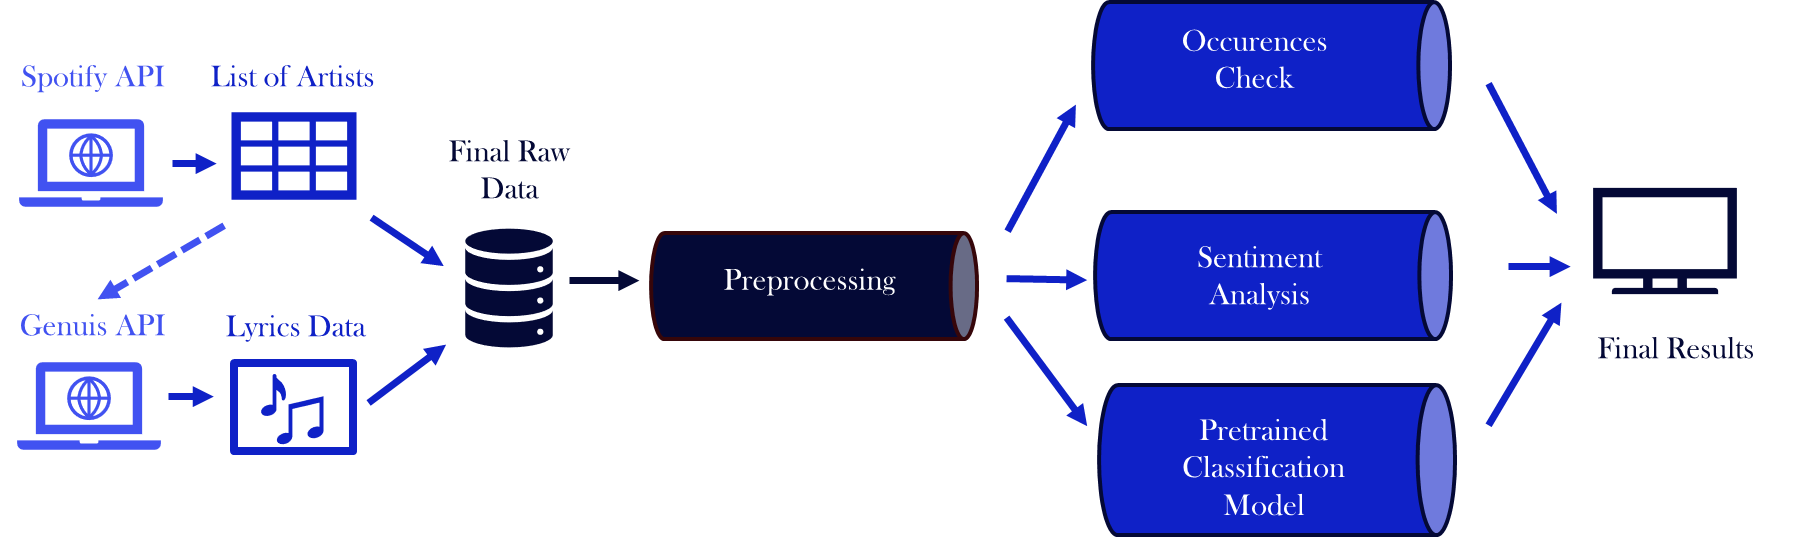 Spotify API
List of Artists
Genuis API
Lyrics Data
Final Raw
Data
Preprocessing
Occurences
Check
Sentiment
Analysis
Pretrained
Classification
Model
Final Results